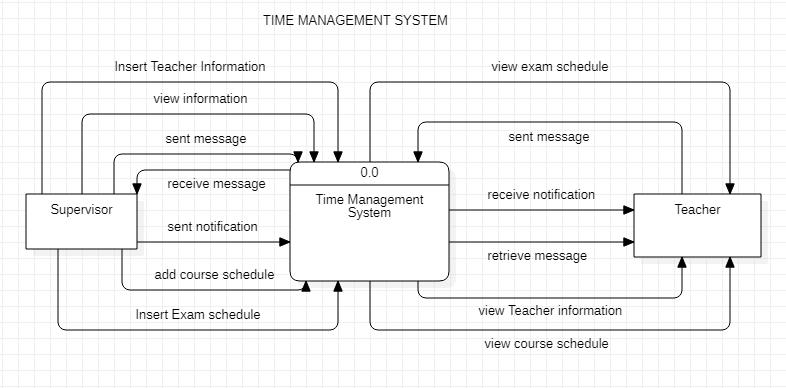 TIME MANAGEMENT SYSTEM
Insert Teacher Information
view exam schedule
view information
sent message
sent message
0.0
receive message
receive notification
Time Management
System
Supervisor
Teacher
sent notification
retrieve message
add course schedule
Insert Exam schedule
view Teacher information
view course schedule